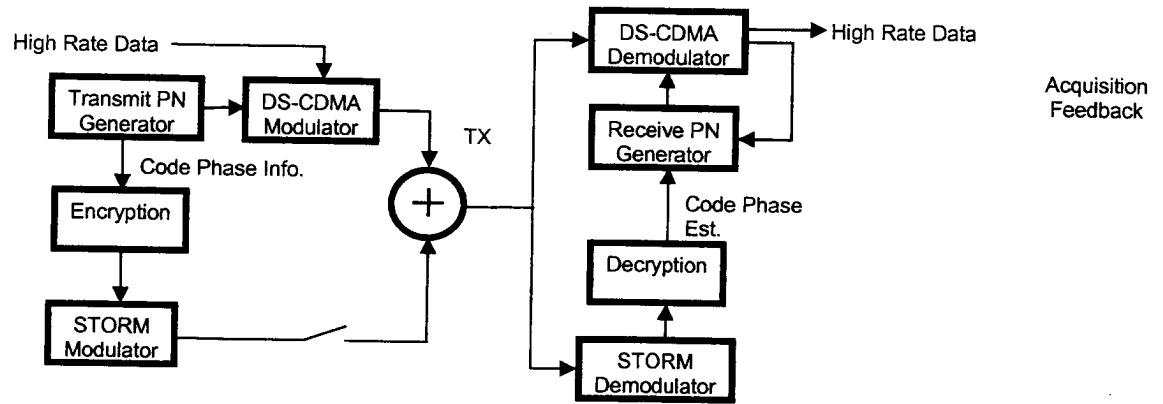 High Rate Data
Transmit PN
Generator
DS-CDMA
Modulator
Code Phase Info.
Encryption
STORM
Modulator
TX
+
DS-CDMA
Demodulator
High Rate Data
Receive PN
Generator
Code Phase
Est.
Decryption
STORM
Demodulator
Acquisition
Feedback